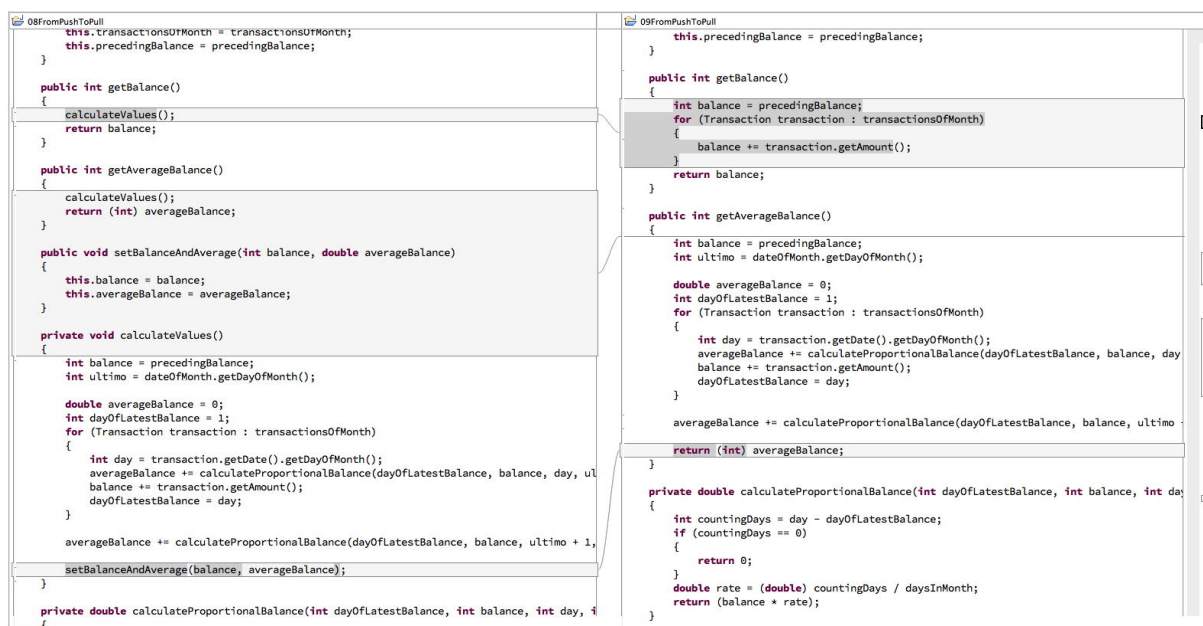 08FromPushToPull
this.transactionsOfMonth = transactionsOfMonth;
this.precedingBalance = precedingBalance;
}
public int getBalance()
{
calculateValues();
return balance;
}
public int getAverageBalance()
{
calculateValues();
return (int) averageBalance;
}
public void setBalanceAndAverage(int balance, double averageBalance)
{
this.balance = balance;
this.averageBalance = averageBalance;
}
private void calculateValues()
{
int balance = precedingBalance;
int ultimo = dateOfMonth.getDayOfMonth();
double averageBalance = 0;
int dayOfLatestBalance = 1;
for (Transaction transaction : transactionsOfMonth)
{
int day = transaction.getDate().getDayOfMonth();
averageBalance += calculateProportionalBalance(dayOfLatestBalance, balance, day, ul
balance += transaction.getAmount();
dayOfLatestBalance = day;
}
averageBalance += calculateProportionalBalance(dayOfLatestBalance, balance, ultimo + 1,
setBalanceAndAverage(balance, averageBalance);
}
private double calculateProportionalBalance(int dayOfLatestBalance, int balance, int day, i
{
09FromPushToPull
this.precedingBalance = precedingBalance;
}
public int getBalance()
{
int balance = precedingBalance;
for (Transaction transaction : transactionsOfMonth)
{
balance += transaction.getAmount();
}
return balance;
}
public int getAverageBalance()
{
int balance = precedingBalance;
int ultimo = dateOfMonth.getDayOfMonth();
double averageBalance = 0;
int dayOfLatestBalance = 1;
for (Transaction transaction : transactionsOfMonth)
{
int day = transaction.getDate().getDayOfMonth();
averageBalance += calculateProportionalBalance(dayOfLatestBalance, balance, day
balance += transaction.getAmount();
dayOfLatestBalance = day;
}
averageBalance += calculateProportionalBalance(dayOfLatestBalance, balance, ultimo
return (int) averageBalance;
}
private double calculateProportionalBalance(int dayOfLatestBalance, int balance, int day
{
int countingDays = day - dayOfLatestBalance;
if (countingDays == 0)
{
return 0;
}
double rate = (double) countingDays / daysInMonth;
return (balance * rate);
}